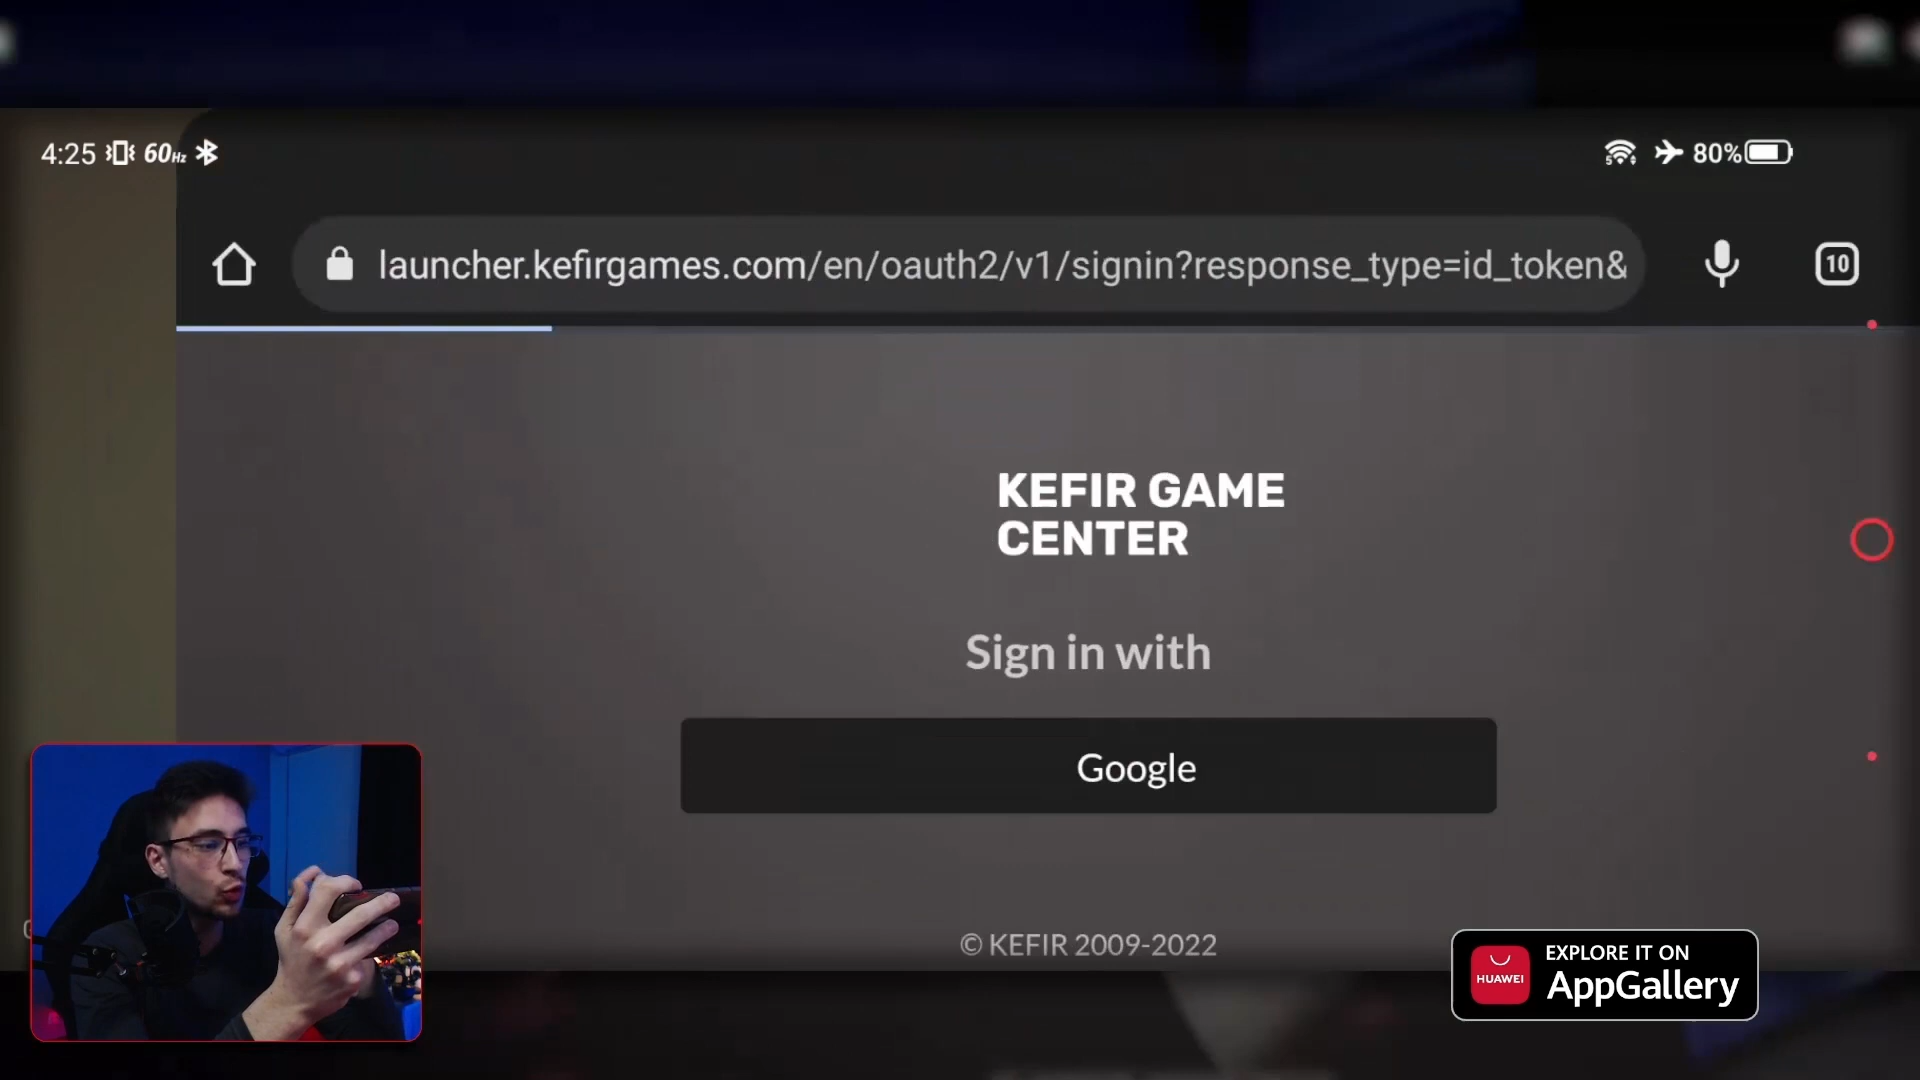 4:25 60Hz
5 80%
launcher.kefirgames.com/en/oauth2/v1/signin?response_type=id_token&
10
KEFIR GAME
CENTER
Sign in with
Google
© KEFIR 2009-2022
HUAWEI
EXPLORE IT ON
AppGallery